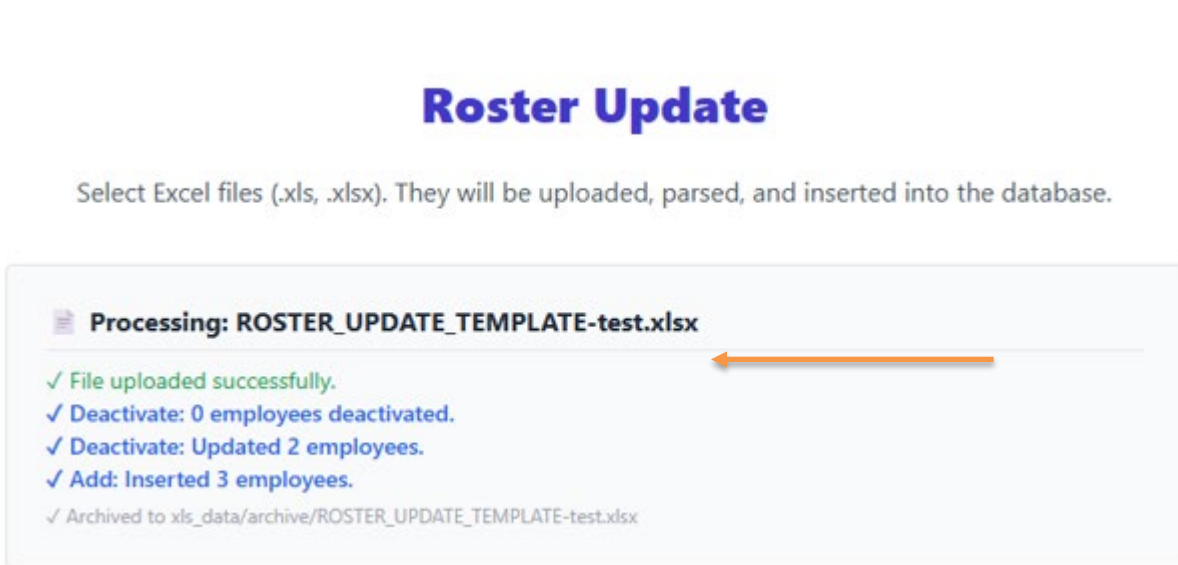 Roster Update
Select Excel files (.xls, .xlsx). They will be uploaded, parsed, and inserted into the database.
Processing: ROSTER_UPDATE_TEMPLATE-test.xlsx
✓ File uploaded successfully.
✓ Deactivate: 0 employees deactivated.
✓ Deactivate: Updated 2 employees.
✓ Add: Inserted 3 employees.
✓ Archived to xls_data/archive/ROSTER_UPDATE_TEMPLATE-test.xlsx